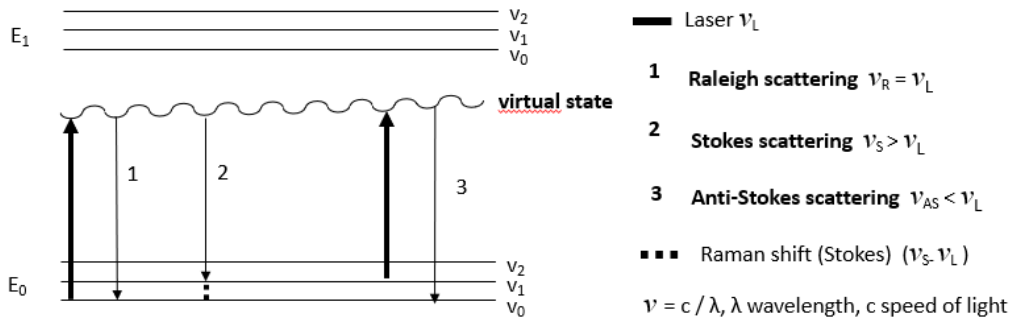 E₁
v₂
v₁
v₀
virtual state
1
2
3
E₀
v₂
v₁
v₀
Laser 𝜈L
1 Raleigh scattering 𝜈R = 𝜈L
2 Stokes scattering 𝜈S > 𝜈L
3 Anti-Stokes scattering 𝜈AS < 𝜈L
Raman shift (Stokes) (𝜈S- 𝜈L )
𝜈 = c / λ, λ wavelength, c speed of light